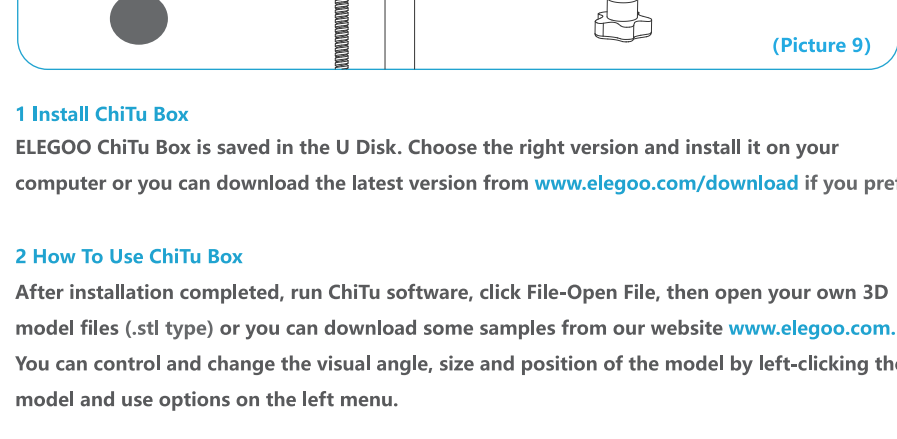 (Picture 9)
1 Install ChiTu Box
ELEGOO ChiTu Box is saved in the U Disk. Choose the right version and install it on your
computer or you can download the latest version from www.elegoo.com/download if you
2 How To Use ChiTu Box
After installation completed, run ChiTu software, click File-Open File, then open your own 3D
model files (.stl type) or you can download some samples from our website www.elegoo.com.
You can control and change the visual angle, size and position of the model by left-clicking
model and use options on the left menu.